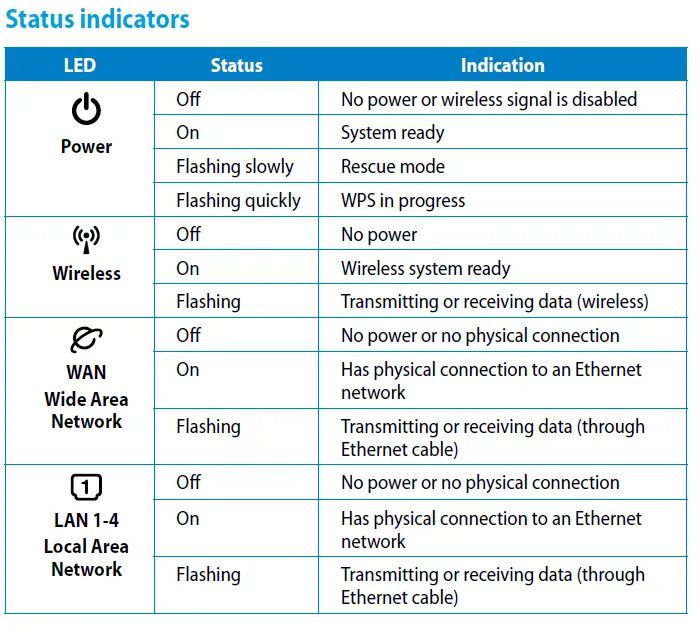 Status indicators
LED Status Indication
Power
Off No power or wireless signal is disabled
On System ready
Flashing slowly Rescue mode
Flashing quickly WPS in progress
Wireless
Off No power
On Wireless system ready
Flashing Transmitting or receiving data (wireless)
WAN
Wide Area
Network
Off No power or no physical connection
On Has physical connection to an Ethernet
network
Flashing Transmitting or receiving data (through
Ethernet cable)
1
LAN 1-4
Local Area
Network
Off No power or no physical connection
On Has physical connection to an Ethernet
network
Flashing Transmitting or receiving data (through
Ethernet cable)